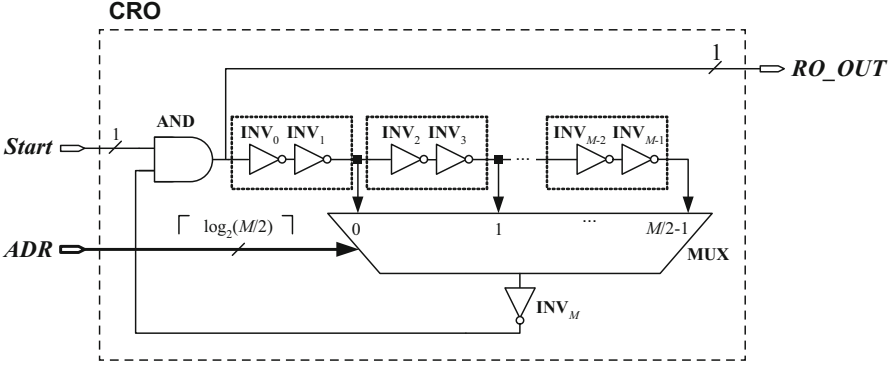 CRO
1
RO_OUT
AND
Start
1
INV0 INV1
INV2 INV3
...
INVM-2 INVM-1
⌈ log2(M/2) ⌉
ADR
0
1
...
M/2-1
MUX
INVM